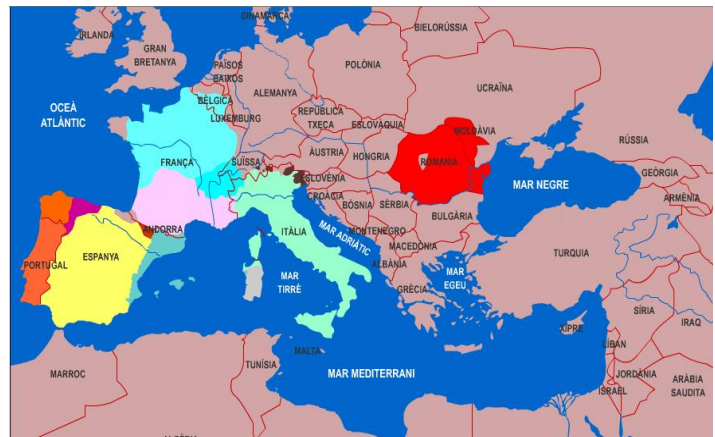 DINAMARCA
IRLANDA
GRAN
BRETANYA
BIELORÚSSIA
PAÏSOS
BAIXOS
POLÒNIA
ALEMANYA
BÈLGICA
UCRAÏNA
OCEÀ
ATLÀNTIC
LUXEMBURG
REPÚBLICA
TXECA
ESLOVÀQUIA
MOLDÀVIA
RÚSSIA
ÀUSTRIA
HONGRIA
FRANÇA
SUÏSSA
ROMANIA
ESLOVÈNIA
GEÒRGIA
CROÀCIA
MAR NEGRE
BÒSNIA
SÈRBIA
ARMÈNIA
ANDORRA
ITÀLIA
MAR ADRIÀTIC
MONTENEGRO
BULGÀRIA
ESPANYA
MACEDÒNIA
TURQUIA
PORTUGAL
ALBÀNIA
MAR
TIRRÈ
MAR
EGEU
GRÈCIA
SÍRIA
XIPRE
IRAQ
LÍBAN
MALTA
TUNÍSIA
MARROC
MAR MEDITERRANI
JORDÀNIA
ARÀBIA
SAUDITA
ISRAEL